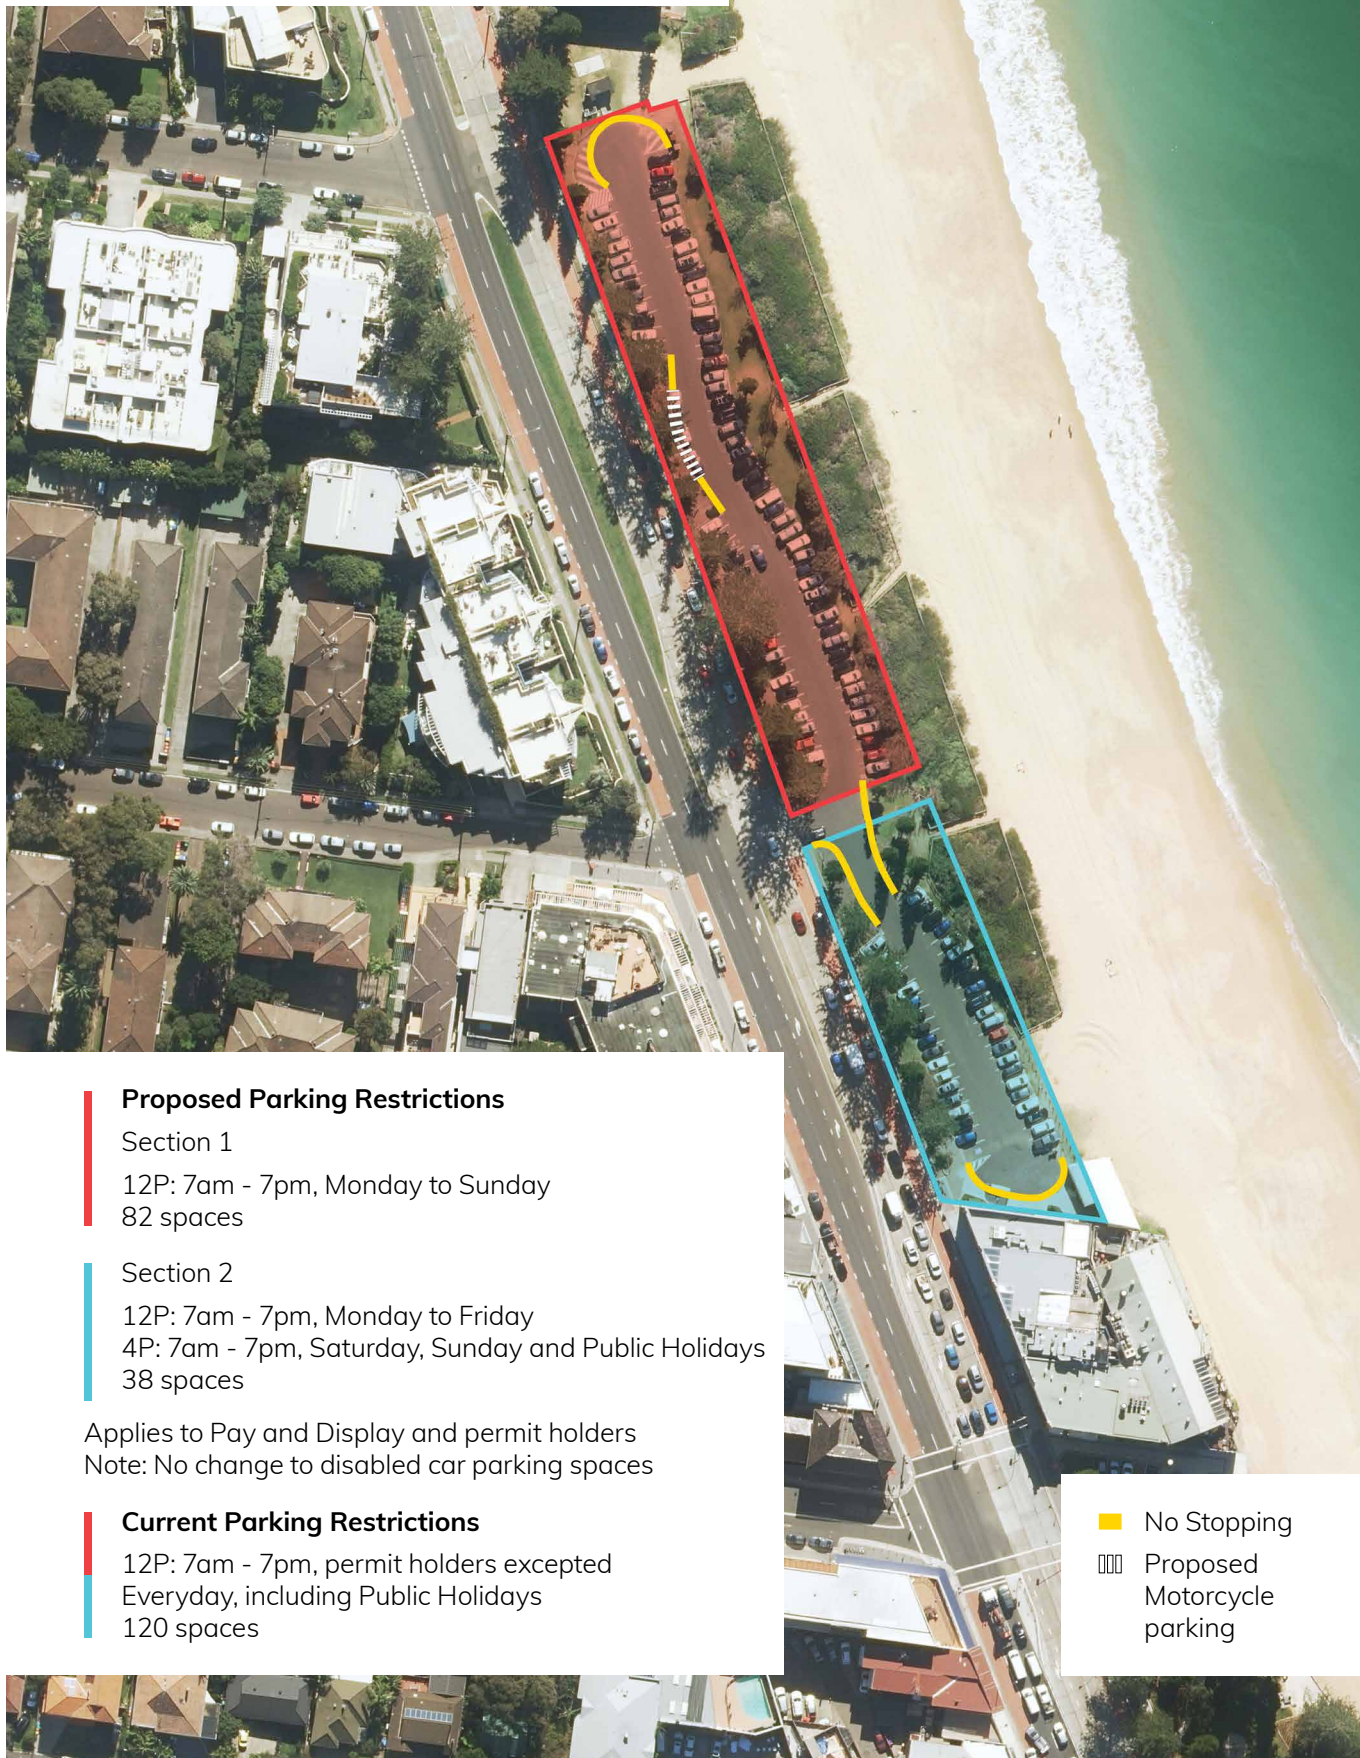 Proposed Parking Restrictions
Section 1
12P: 7am - 7pm, Monday to Sunday
82 spaces
Section 2
12P: 7am - 7pm, Monday to Friday
4P: 7am - 7pm, Saturday, Sunday and Public Holidays
38 spaces
Applies to Pay and Display and permit holders
Note: No change to disabled car parking spaces
Current Parking Restrictions
12P: 7am - 7pm, permit holders excepted
Everyday, including Public Holidays
120 spaces
No Stopping
Proposed
Motorcycle
parking